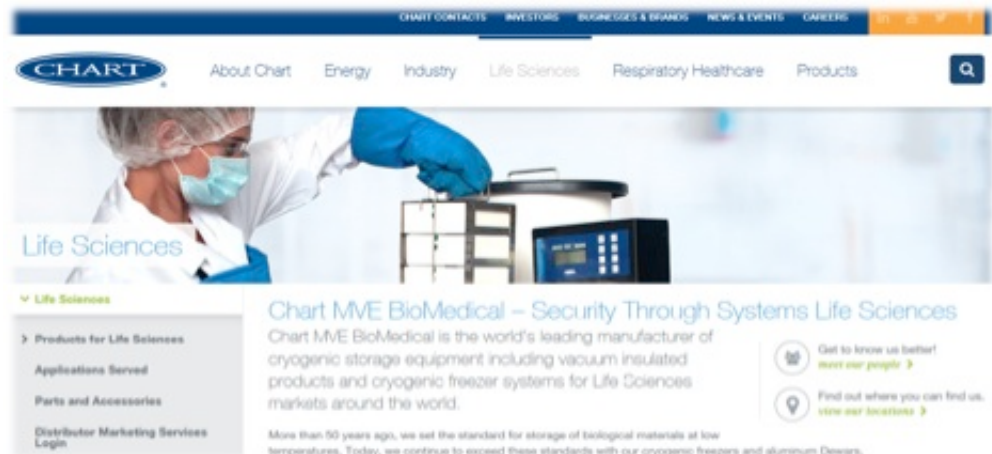 CHART CONTACTS INVESTORS BUSINESSES & BRANDS NEWS & EVENTS CAREERS
CHART About Chart Energy Industry Life Sciences Respiratory Healthcare Products
Life Sciences
Life Sciences
Products for Life Sciences
Applications Served
Parts and Accessories
Distributor Marketing Services
Login
Chart MVE BioMedical – Security Through Systems Life Sciences
Chart MVE BioMedical is the world's leading manufacturer of
cryogenic storage equipment including vacuum insulated
products and cryogenic freezer systems for Life Sciences
markets around the world.
Get to know us better!
meet our people >
Find out where you can find us,
view our locations >
More than 50 years ago, we set the standard for storage of biological materials at low
temperatures. Today, we continue to exceed these standards with our cryogenic freezers and aluminum Dewars.